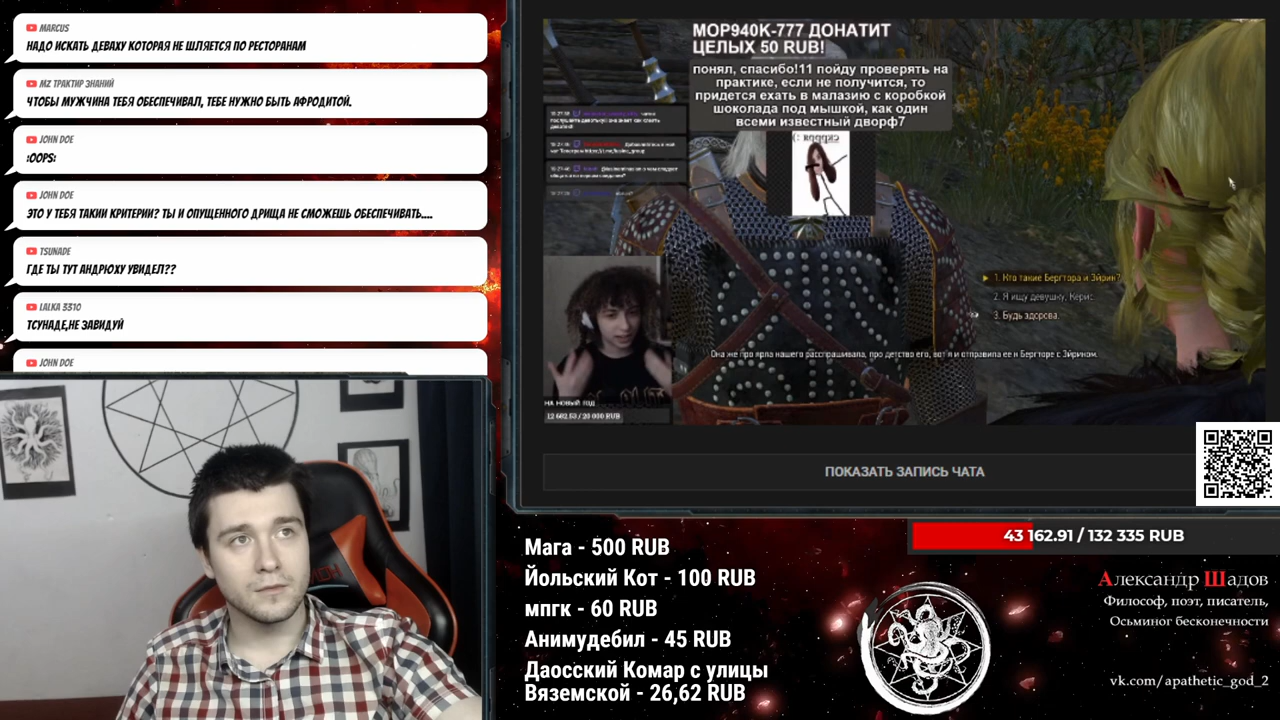 MARCUS
НАДО ИСКАТЬ ДЕВАХУ КОТОРАЯ НЕ ШЛЯЕТСЯ ПО РЕСТОРАНАМ
MZ ТРАКТИР ЗНАНИЙ
ЧТОБЫ МУЖЧИНА ТЕБЯ ОБЕСПЕЧИВАЛ, ТЕБЕ НУЖНО БЫТЬ АФРОДИТОЙ.
JOHN DOE
:OOPS:
JOHN DOE
ЭТО У ТЕБЯ ТАКИИ КРИТЕРИИ? ТЫ И ОПУЩЕННОГО ДРИЩА НЕ СМОЖЕШЬ ОБЕСПЕЧИВАТЬ....
TSUNADE
ГДЕ ТЫ ТУТ АНДРЮХУ УВИДЕЛ??
LALKA 3310
ТСУНАДЕ,НЕ ЗАВИДУЙ
JOHN DOE
МОР940K-777 ДОНАТИТ
ЦЕЛЫХ 50 RUB!
понял, спасибо!11 пойду проверять на
практике, если не получится, то
придется ехать в малазию с коробкой
шоколада под мышкой, как один
всеми известный дворф7
1. Кто такие Бергтора и Эйрик?
2. Я ищу девушку, Керис.
3. Будь здорова.
Она же про ярла нашего расспрашивала, про детство его, вот я и отправила ее к Бергторе с Эйриком.
НА НОВЫЙ ГОД
12 602.53 / 20 000 RUB
ПОКАЗАТЬ ЗАПИСЬ ЧАТА
43 162.91 / 132 335 RUB
Мага - 500 RUB
Йольский Кот - 100 RUB
мпгк - 60 RUB
Анимудебил - 45 RUB
Даосский Комар с улицы
Вяземской - 26,62 RUB
Александр Шадов
Философ, поэт, писатель,
Осьминог бесконечности
vk.com/apathetic_god_2